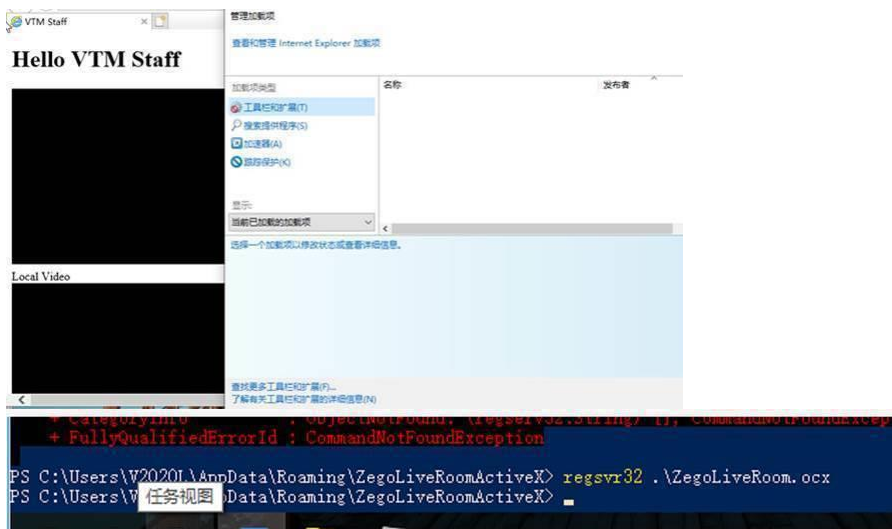 VTM Staff
管理加载项
查看和管理 Internet Explorer 加载项
Hello VTM Staff
加载项类型
名称
发布者
工具栏和扩展(T)
搜索提供程序(S)
加速器(A)
跟踪保护(K)
显示:
当前已加载的加载项
选择一个加载项以修改状态或查看详细信息。
Local Video
查找更多工具栏和扩展(F)...
了解有关工具栏和扩展的详细信息(N)
+ CategoryInfo : ObjectNotFound: (regserv32:String) [], CommandNotFoundExcep
+ FullyQualifiedErrorId : CommandNotFoundException
PS C:\Users\V2020L\AppData\Roaming\ZegoLiveRoomActiveX> regsvr32 .\ZegoLiveRoom.ocx
PS C:\Users\V Data\Roaming\ZegoLiveRoomActiveX>
任务视图